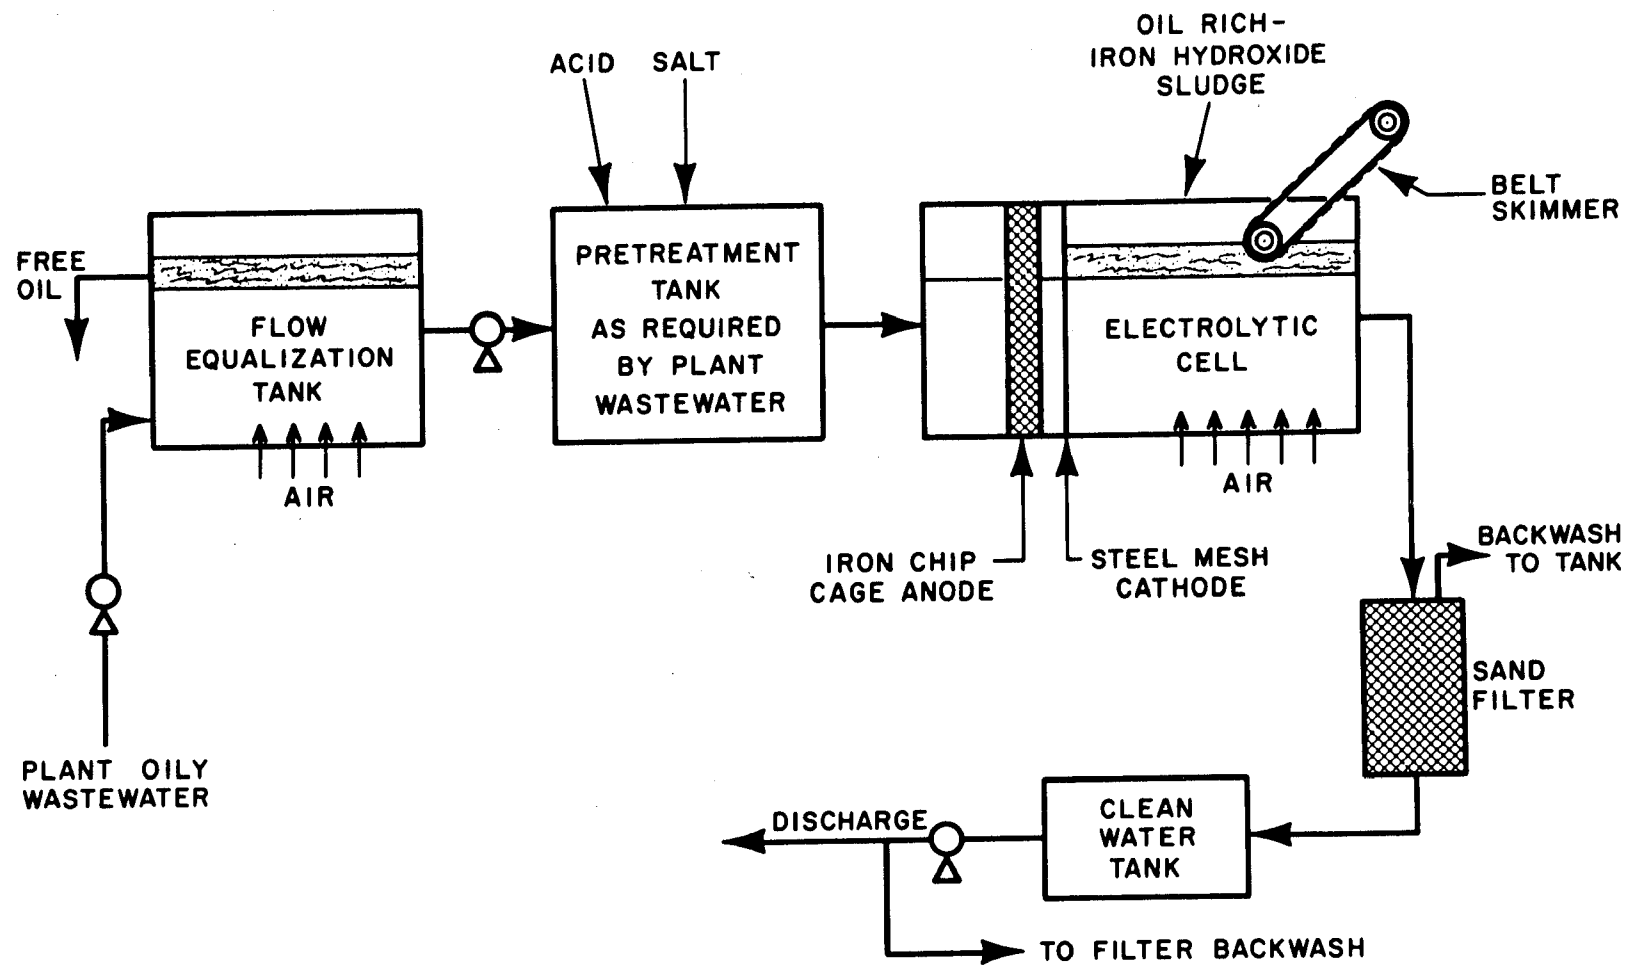 OIL RICH-
IRON HYDROXIDE
SLUDGE
ACID SALT
BELT
SKIMMER
FREE
OIL
FLOW
EQUALIZATION
TANK
AIR
PRETREATMENT
TANK
AS REQUIRED
BY PLANT
WASTEWATER
ELECTROLYTIC
CELL
AIR
IRON CHIP
CAGE ANODE
STEEL MESH
CATHODE
BACKWASH
TO TANK
SAND
FILTER
PLANT OILY
WASTEWATER
DISCHARGE
CLEAN
WATER
TANK
TO FILTER BACKWASH